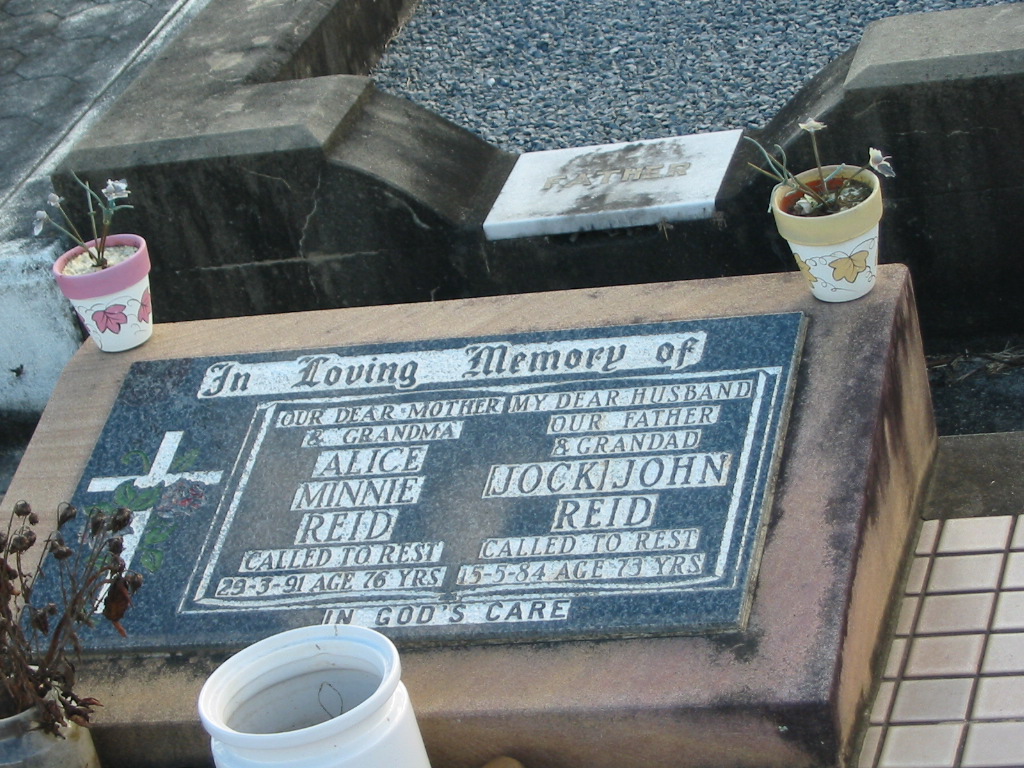 FATHER
In Loving Memory of
OUR DEAR MOTHER
& GRANDMA
ALICE
MINNIE
REID
CALLED TO REST
29-3-91 AGE 76 YRS
MY DEAR HUSBAND
OUR FATHER
& GRANDAD
JOCK/JOHN
REID
CALLED TO REST
15-5-84 AGE 73 YRS
IN GOD'S CARE